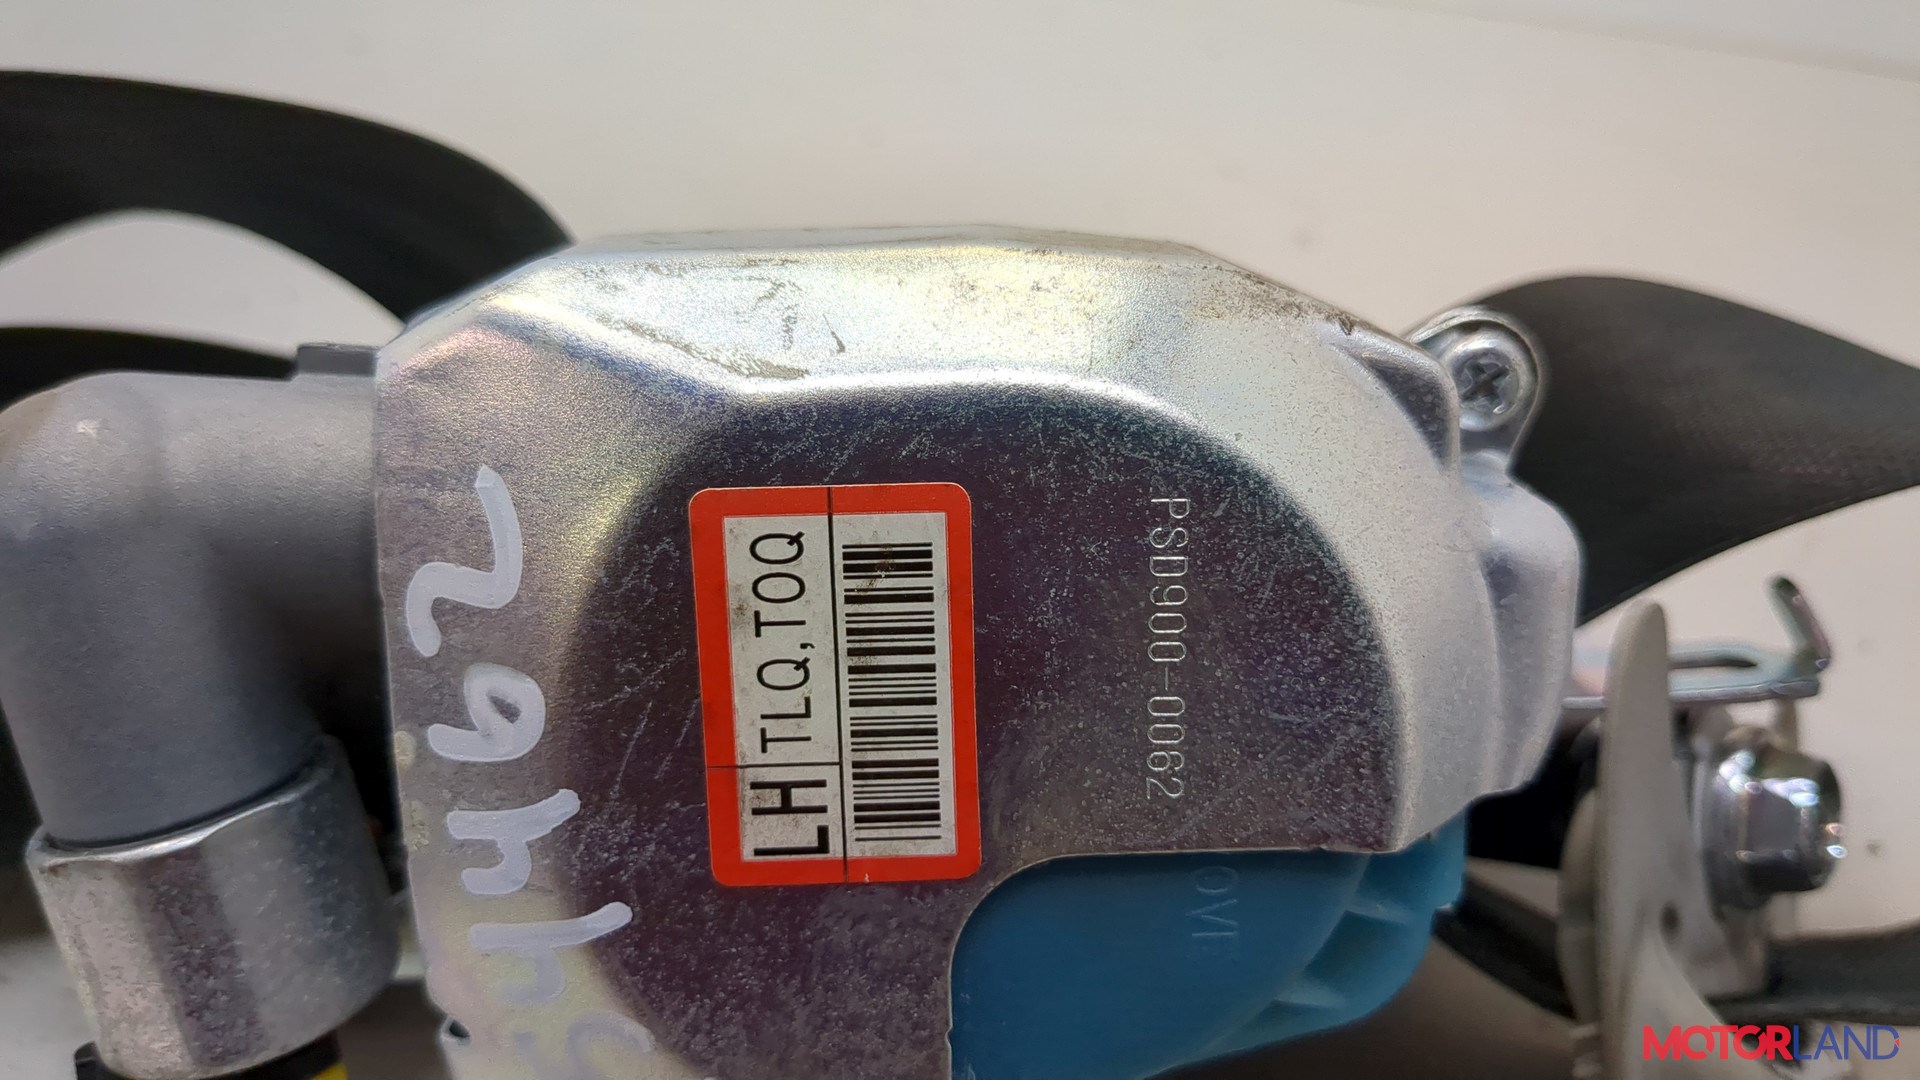 LH TLQ,TOQ
PSD900-0062
MOTORLAND